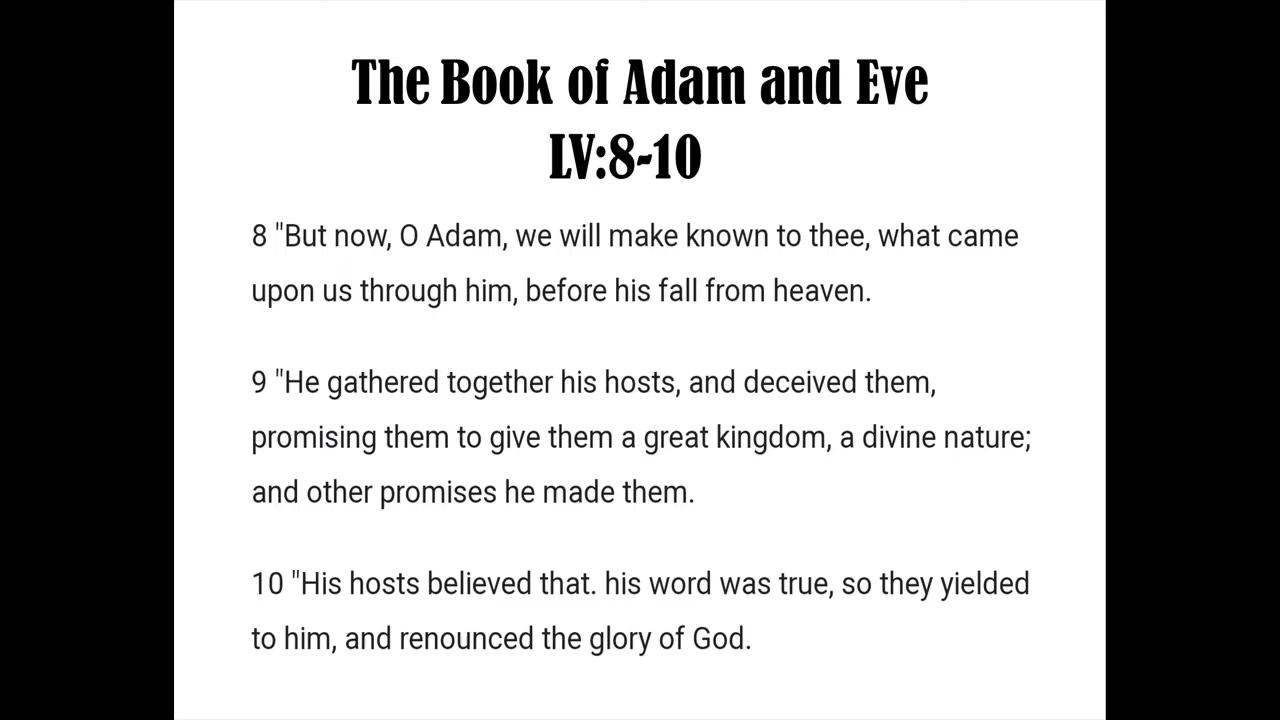 The Book of Adam and Eve
LV:8-10
8 "But now, O Adam, we will make known to thee, what came
upon us through him, before his fall from heaven.
9 "He gathered together his hosts, and deceived them,
promising them to give them a great kingdom, a divine nature;
and other promises he made them.
10 "His hosts believed that. his word was true, so they yielded
to him, and renounced the glory of God.